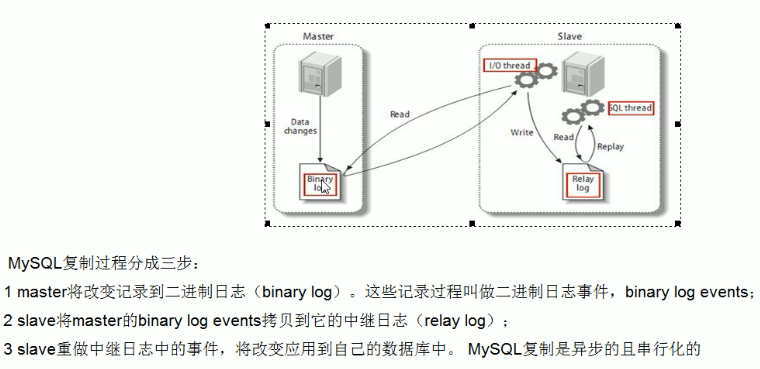 Master
Slave
I/O thread
SQL thread
Data
changes
Read
Write
Read
Replay
Binary
log
Relay
log
MySQL复制过程分成三步：
1 master将改变记录到二进制日志（binary log）。这些记录过程叫做二进制日志事件，binary log events；
2 slave将master的binary log events拷贝到它的中继日志（relay log）；
3 slave重做中继日志中的事件，将改变应用到自己的数据库中。 MySQL复制是异步的且串行化的